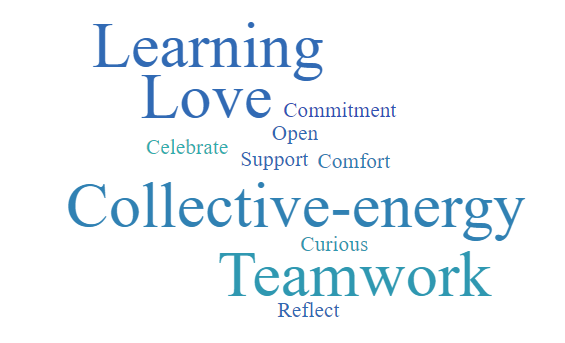 Learning
Love
Commitment
Open
Celebrate
Support Comfort
Collective-energy
Curious
Teamwork
Reflect